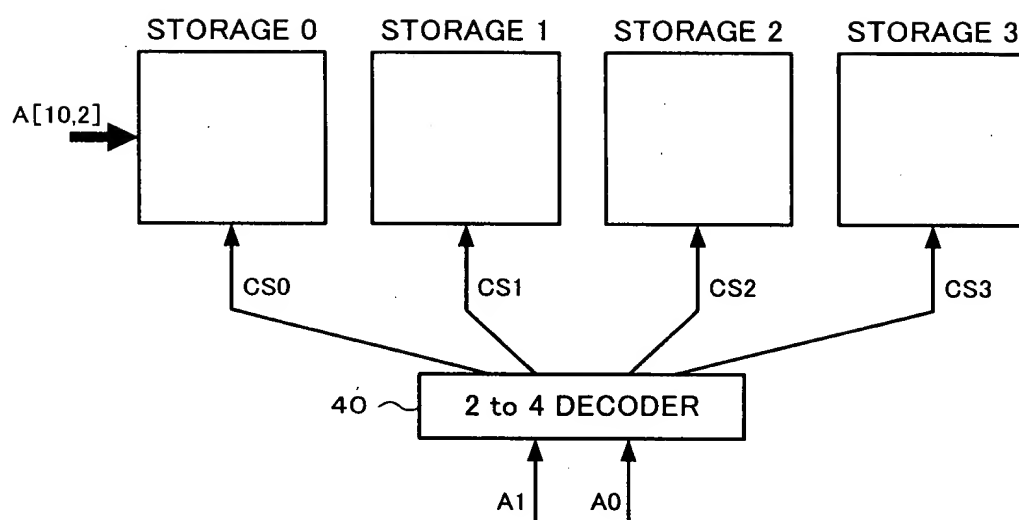 STORAGE 0
STORAGE 1
STORAGE 2
STORAGE 3
A[10,2]
CS0
CS1
CS2
CS3
40
2 to 4 DECODER
A1
A0